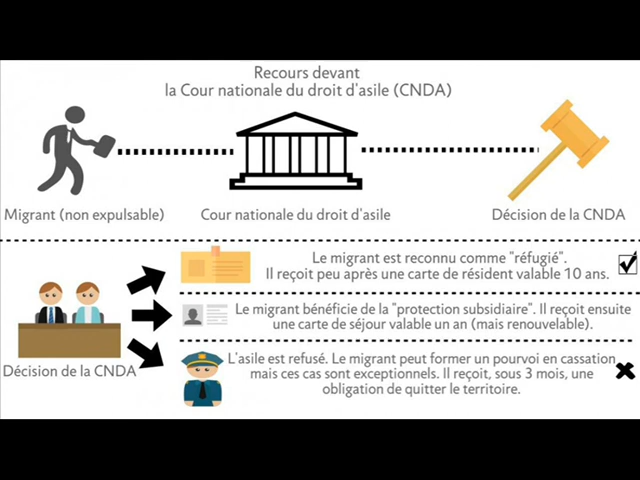 Recours devant
la Cour nationale du droit d'asile (CNDA)
Migrant (non expulsable)
Cour nationale du droit d'asile
Décision de la CNDA
Le migrant est reconnu comme "réfugié".
Il reçoit peu après une carte de résident valable 10 ans.
Le migrant bénéficie de la "protection subsidiaire". Il reçoit ensuite
une carte de séjour valable un an (mais renouvelable).
Décision de la CNDA
L'asile est refusé. Le migrant peut former un pourvoi en cassation
mais ces cas sont exceptionnels. Il reçoit, sous 3 mois, une
obligation de quitter le territoire.